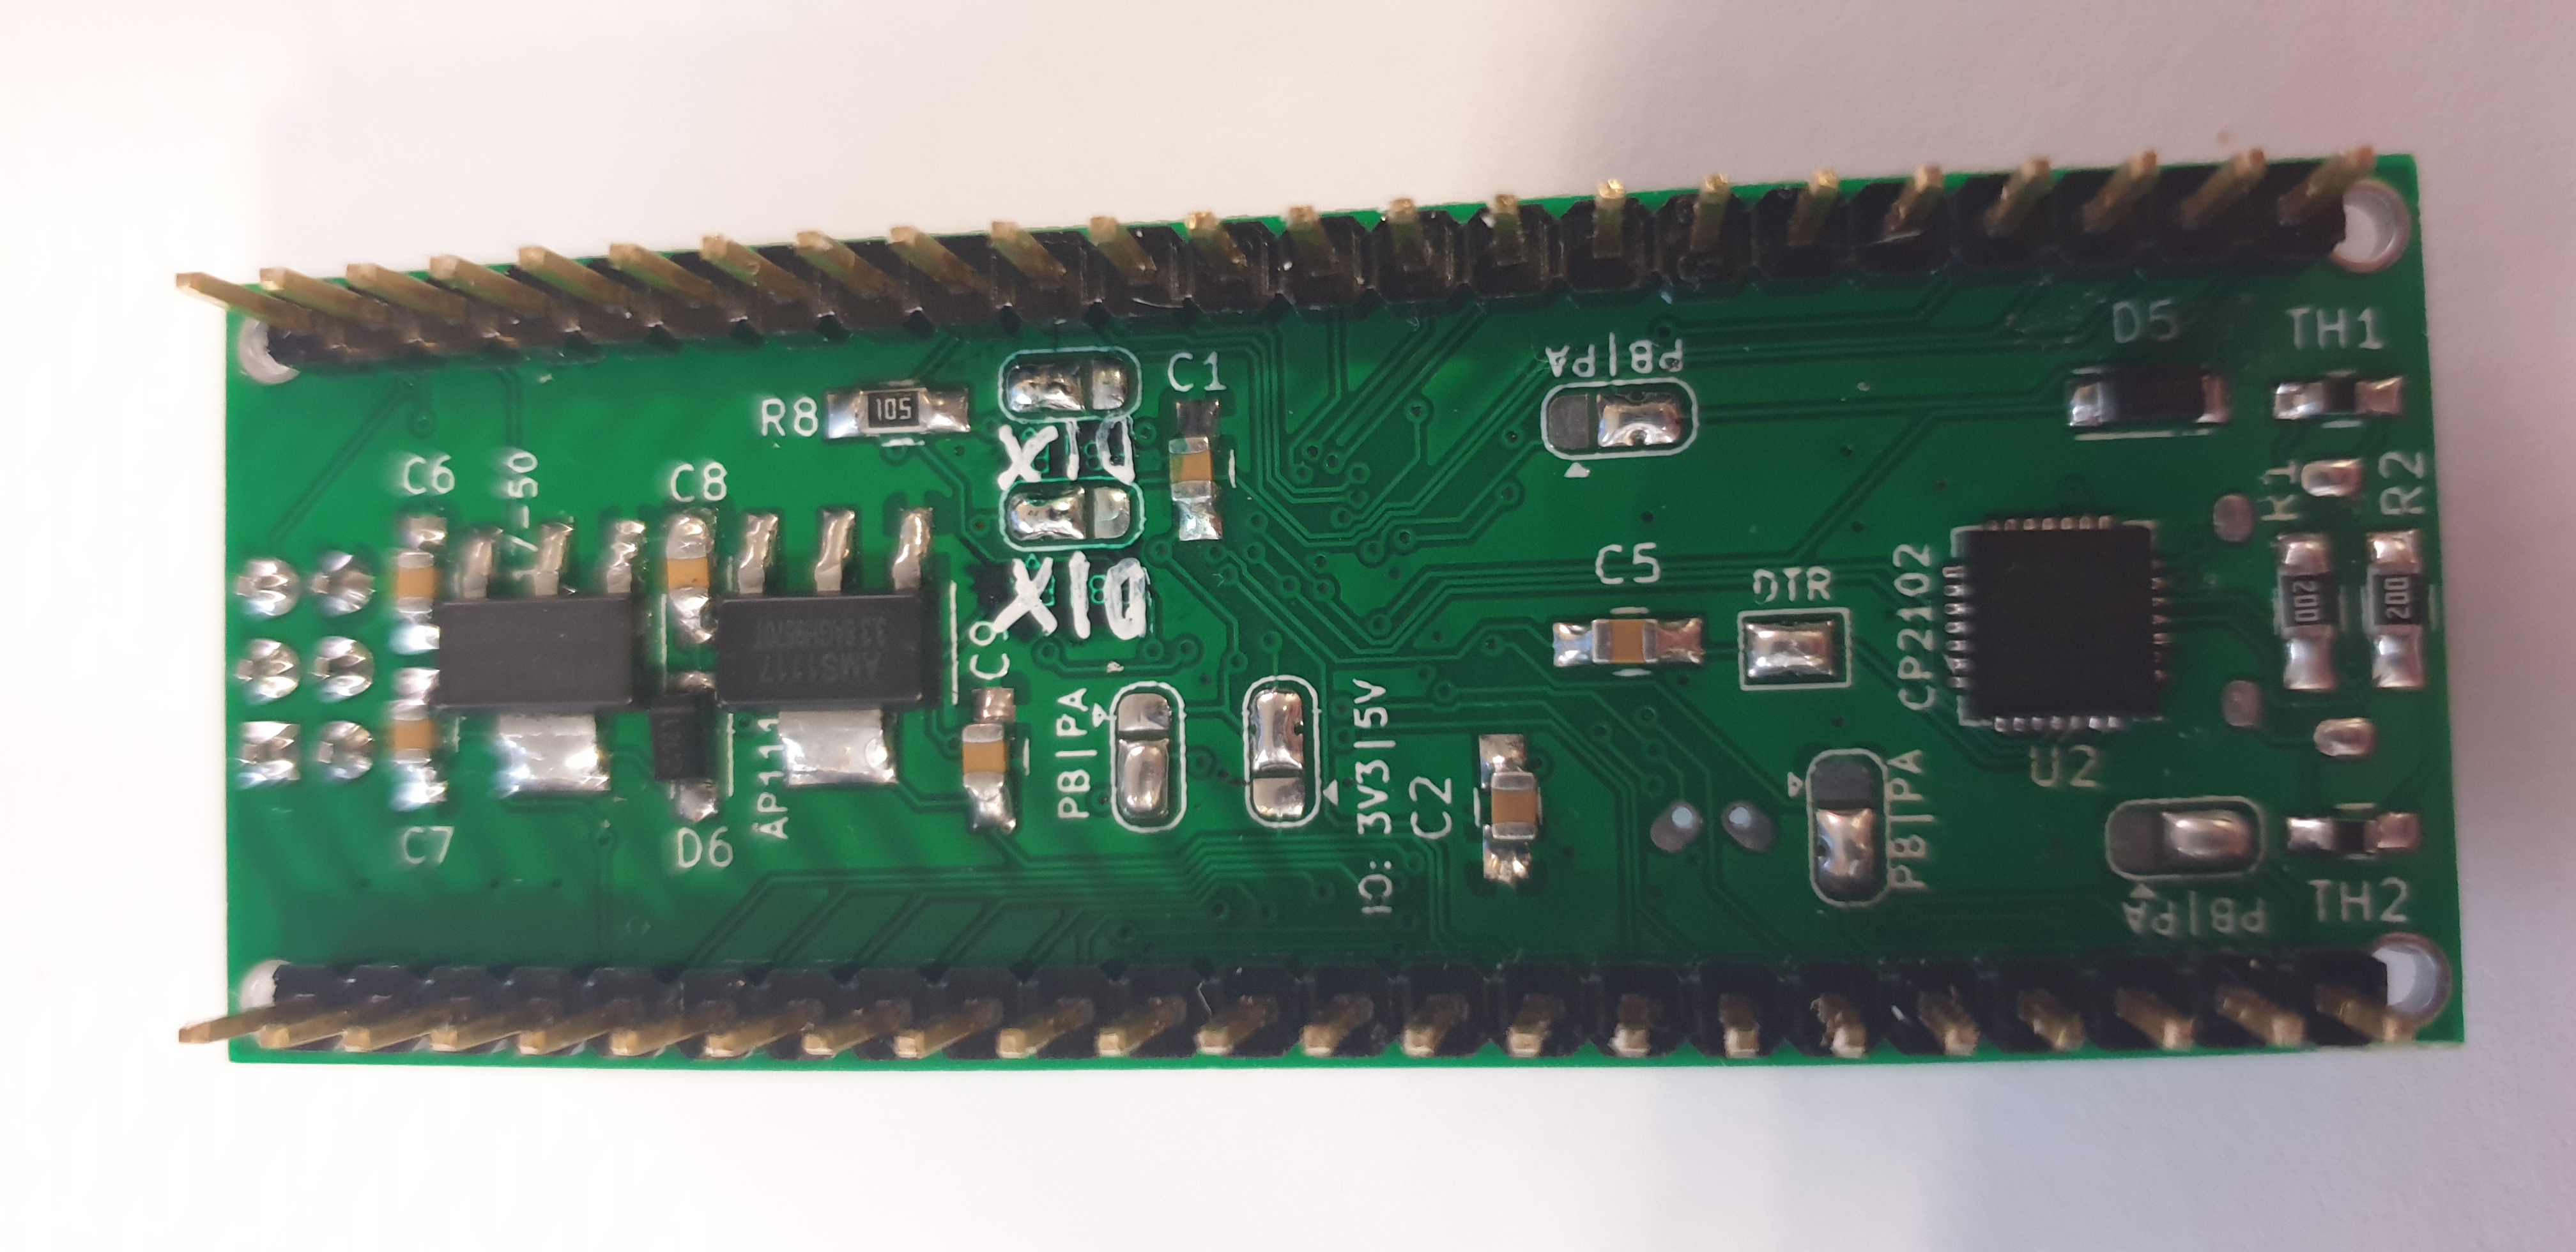 C7
C6
17-50
D6
C8
AP111
AMS1117
R8
105
C9
X|D
X|D
PB|PA
C1
IO: 3V3|5V
C2
PB|PA
C5
DTR
PB|PA
CP2102
U2
PB|PA
D5
R1
200
TH2
TH1
200
R2